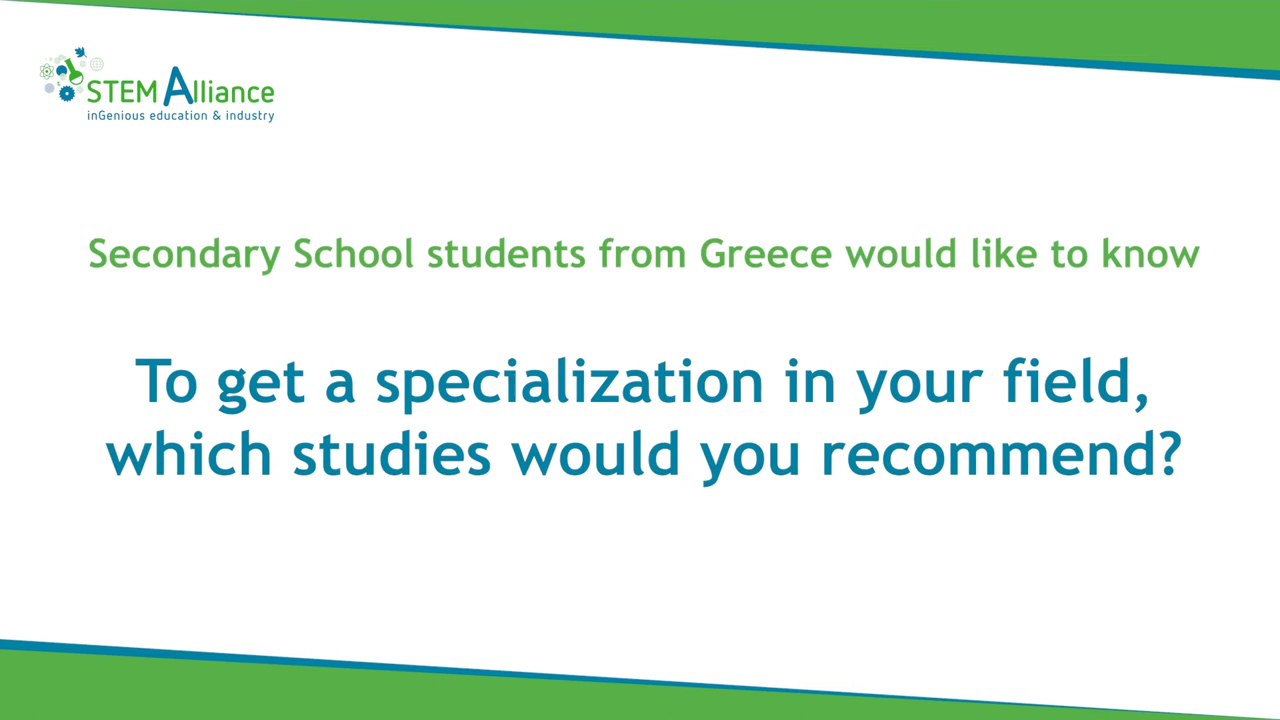 STEM Alliance
inGenious education & industry
Secondary School students from Greece would like to know
To get a specialization in your field,
which studies would you recommend?